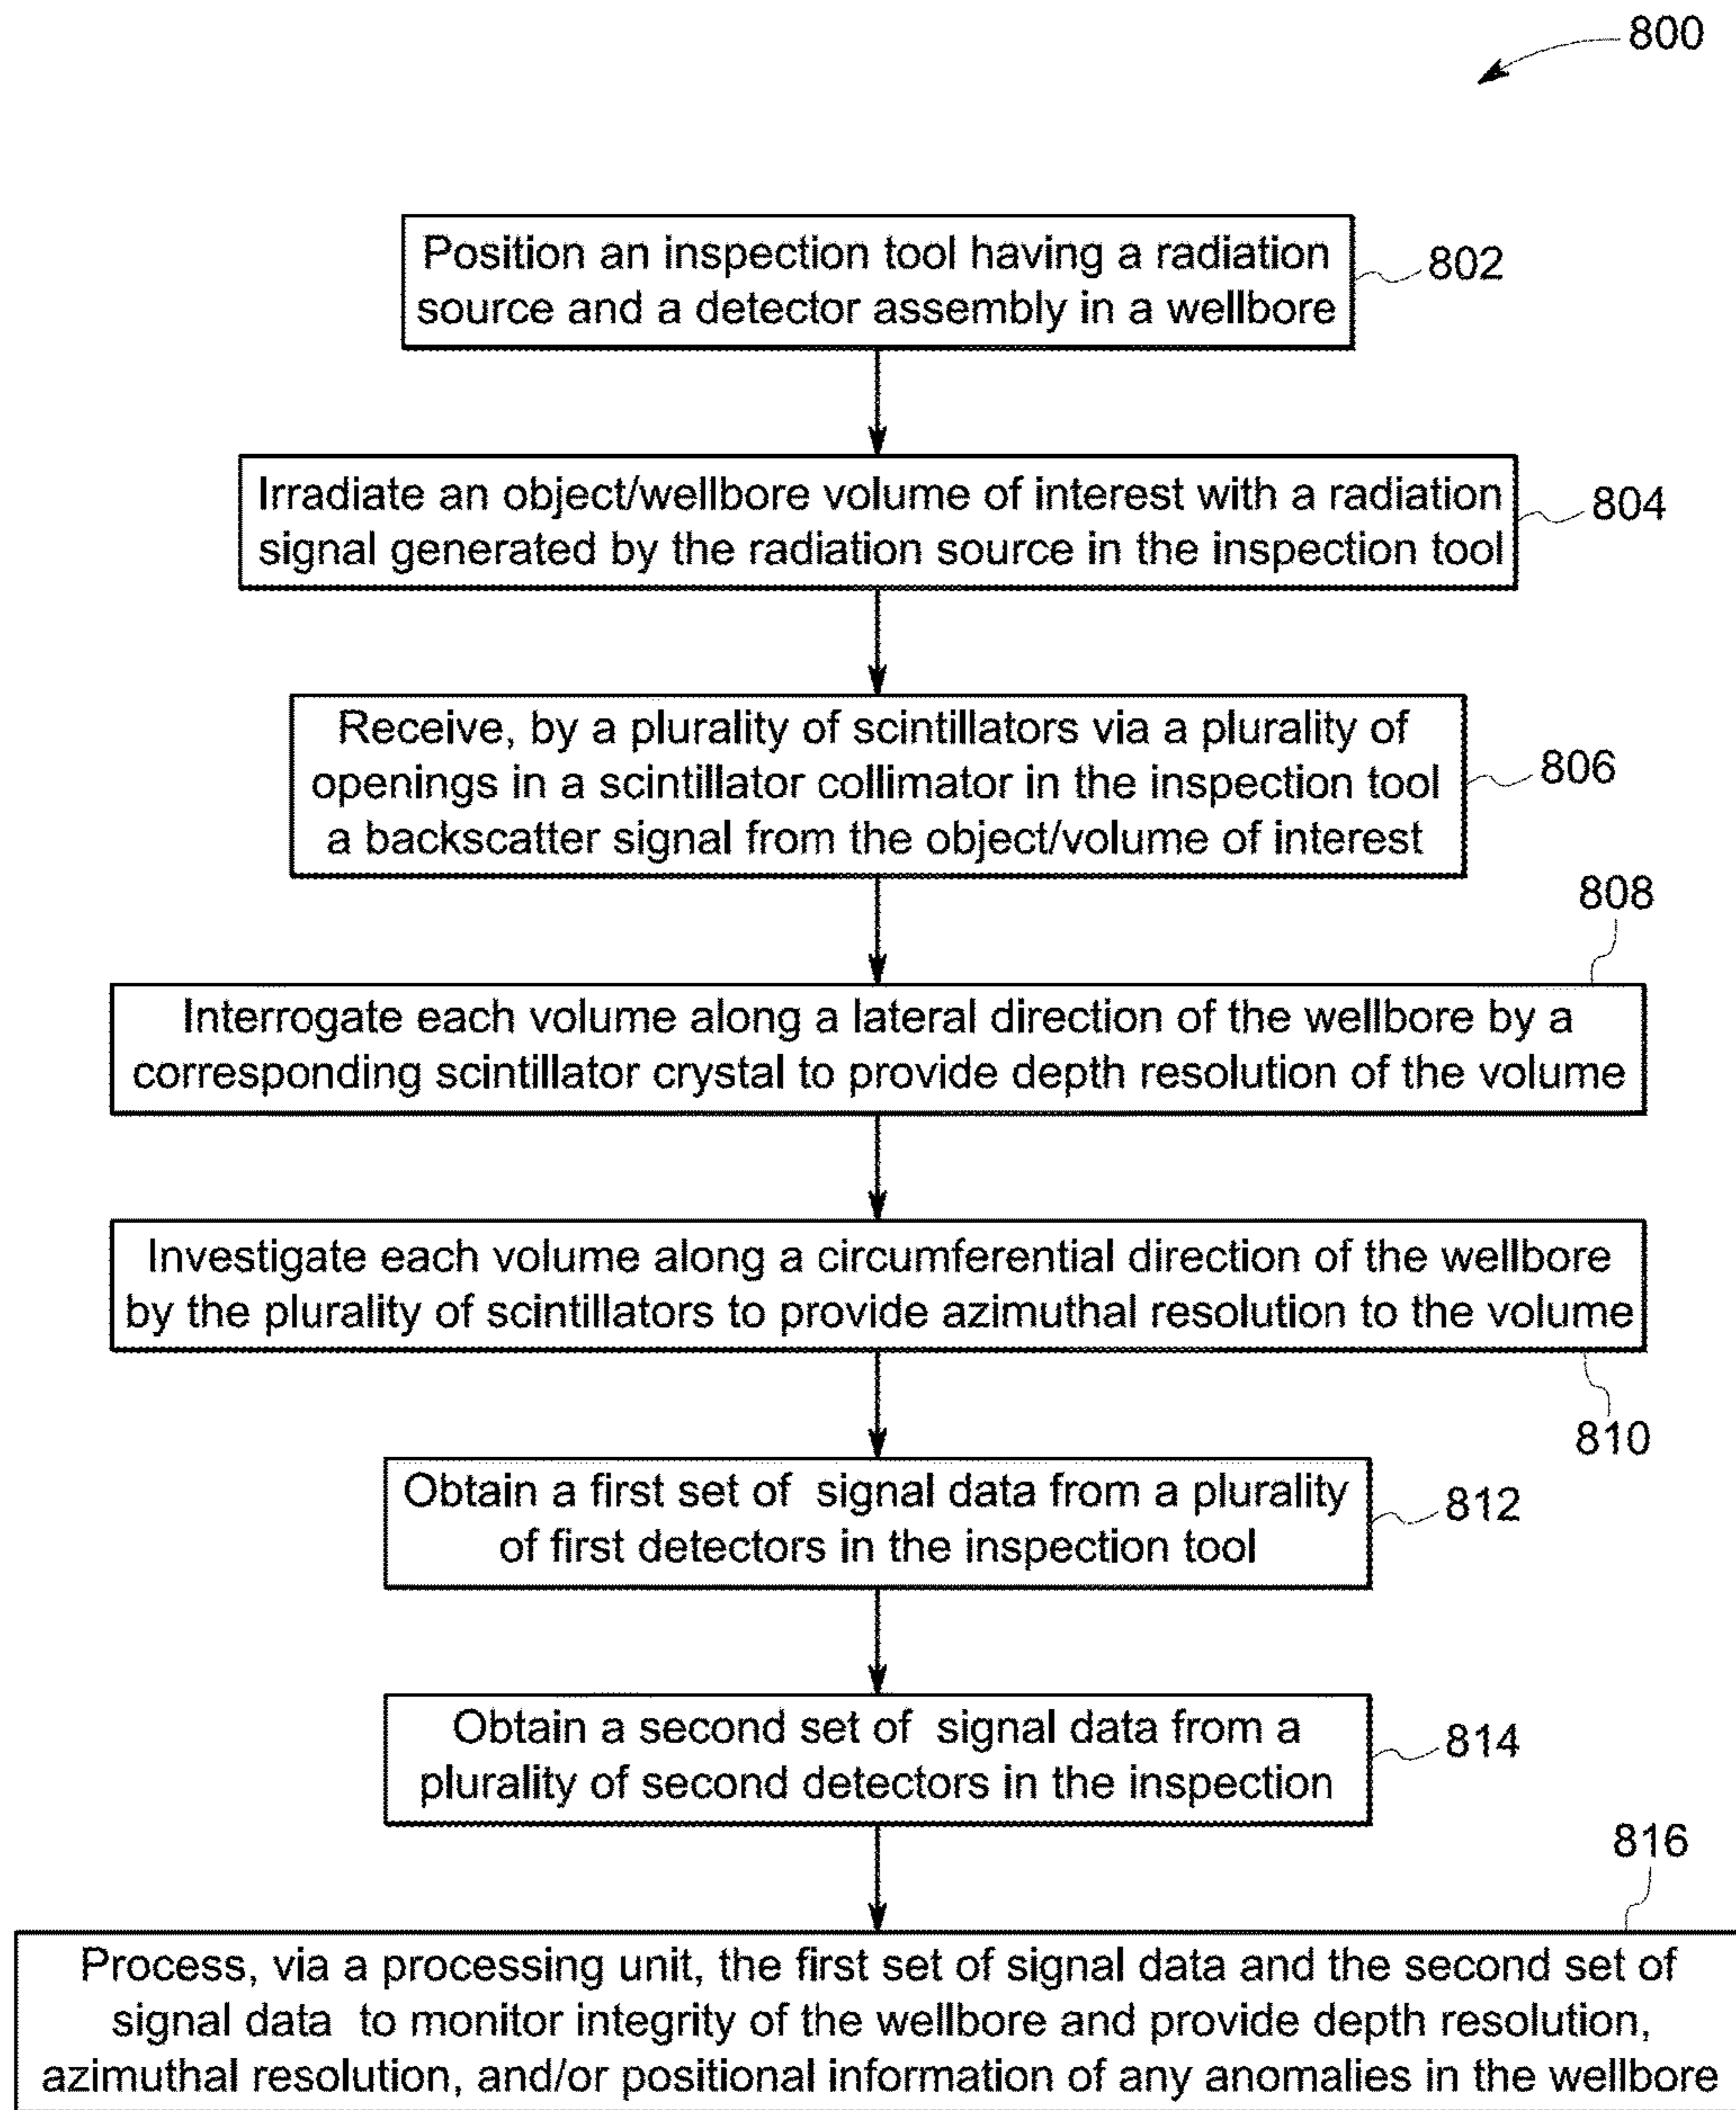 800
Position an inspection tool having a radiation
source and a detector assembly in a wellbore
802
Irradiate an object/wellbore volume of interest with a radiation
signal generated by the radiation source in the inspection tool
804
Receive, by a plurality of scintillators via a plurality of
openings in a scintillator collimator in the inspection tool
a backscatter signal from the object/volume of interest
806
808
Interrogate each volume along a lateral direction of the wellbore by a
corresponding scintillator crystal to provide depth resolution of the volume
Investigate each volume along a circumferential direction of the wellbore
by the plurality of scintillators to provide azimuthal resolution to the volume
810
Obtain a first set of signal data from a plurality
of first detectors in the inspection tool
812
Obtain a second set of signal data from a
plurality of second detectors in the inspection
814
816
Process, via a processing unit, the first set of signal data and the second set of
signal data to monitor integrity of the wellbore and provide depth resolution,
azimuthal resolution, and/or positional information of any anomalies in the wellbore